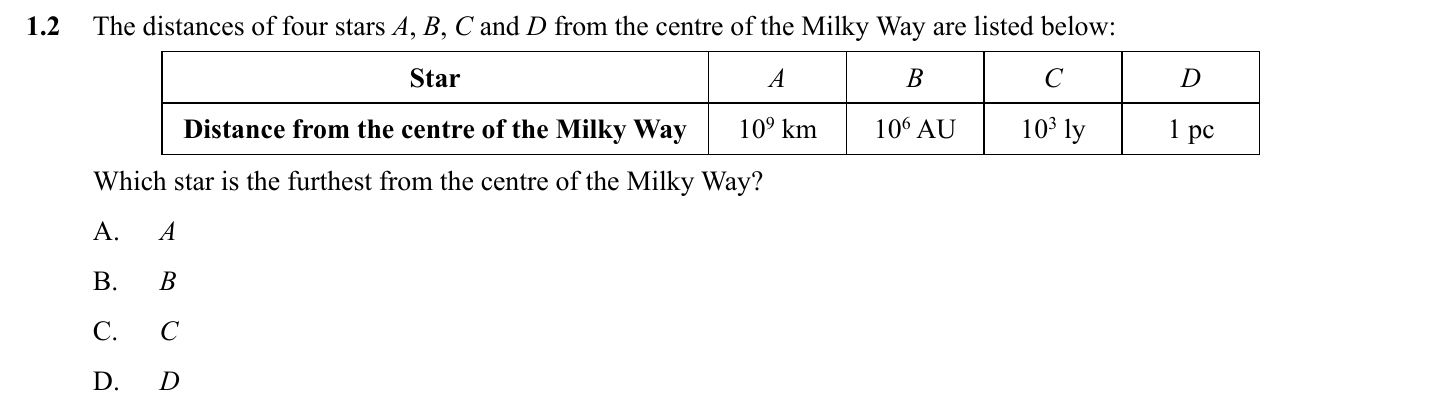 1.2 The distances of four stars A, B, C and D from the centre of the Milky Way are listed below:
Star A B C D
Distance from the centre of the Milky Way 10⁹ km 10⁶ AU 10³ ly 1 pc
Which star is the furthest from the centre of the Milky Way?
A. A
B. B
C. C
D. D